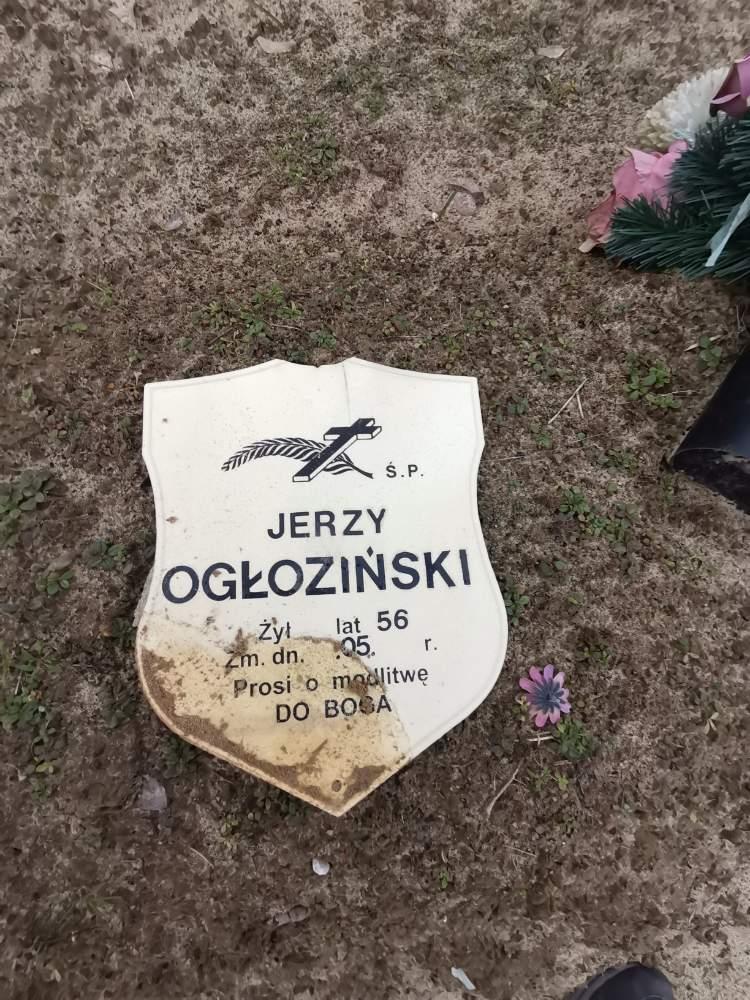 Ś.P.
JERZY
OGŁOZIŃSKI
Żył lat 56
Zm. dn. .05. r.
Prosi o modlitwę
DO BOGA